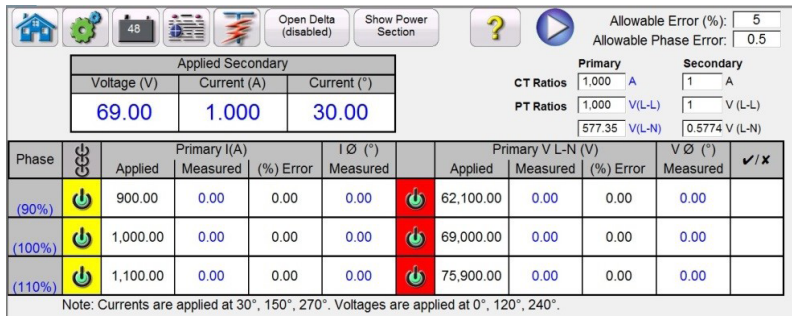 48
Open Delta
(disabled)
Show Power
Section
?
Allowable Error (%): 5
Allowable Phase Error: 0.5
Applied Secondary
Voltage (V) Current (A) Current (°)
69.00 1.000 30.00
Primary Secondary
CT Ratios 1,000 A 1 A
PT Ratios 1,000 V(L-L) 1 V (L-L)
577.35 V(L-N) 0.5774 V (L-N)
Phase Primary I(A) I Ø (°) Primary V L-N (V) V Ø (°) ✔/✘
Applied Measured (%) Error Measured Applied Measured (%) Error Measured
(90%) 900.00 0.00 0.00 0.00 62,100.00 0.00 0.00 0.00
(100%) 1,000.00 0.00 0.00 0.00 69,000.00 0.00 0.00 0.00
(110%) 1,100.00 0.00 0.00 0.00 75,900.00 0.00 0.00 0.00
Note: Currents are applied at 30°, 150°, 270°. Voltages are applied at 0°, 120°, 240°.